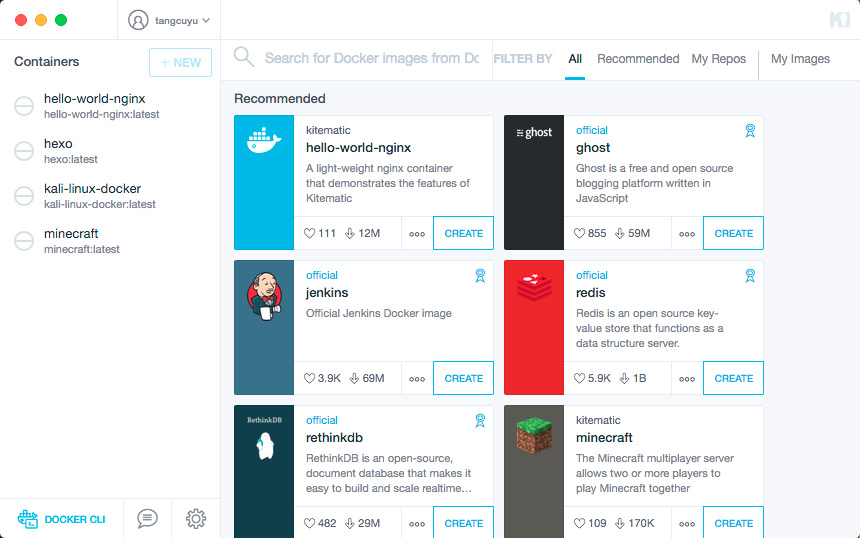 tangcuyu
Containers
+ NEW
hello-world-nginx
hello-world-nginx:latest
hexo
hexo:latest
kali-linux-docker
kali-linux-docker:latest
minecraft
minecraft:latest
DOCKER CLI
Search for Docker images from Do
FILTER BY
All
Recommended
My Repos
My Images
Recommended
kitematic
hello-world-nginx
A light-weight nginx container
that demonstrates the features of
Kitematic
111
12M
CREATE
ghost
official
ghost
Ghost is a free and open source
blogging platform written in
JavaScript
855
59M
CREATE
official
jenkins
Official Jenkins Docker image
3.9K
69M
CREATE
official
redis
Redis is an open source key-
value store that functions as a
data structure server.
5.9K
1B
CREATE
RethinkDB
official
rethinkdb
RethinkDB is an open-source,
document database that makes it
easy to build and scale realtime...
482
29M
CREATE
kitematic
minecraft
The Minecraft multiplayer server
allows two or more players to
play Minecraft together
109
170K
CREATE